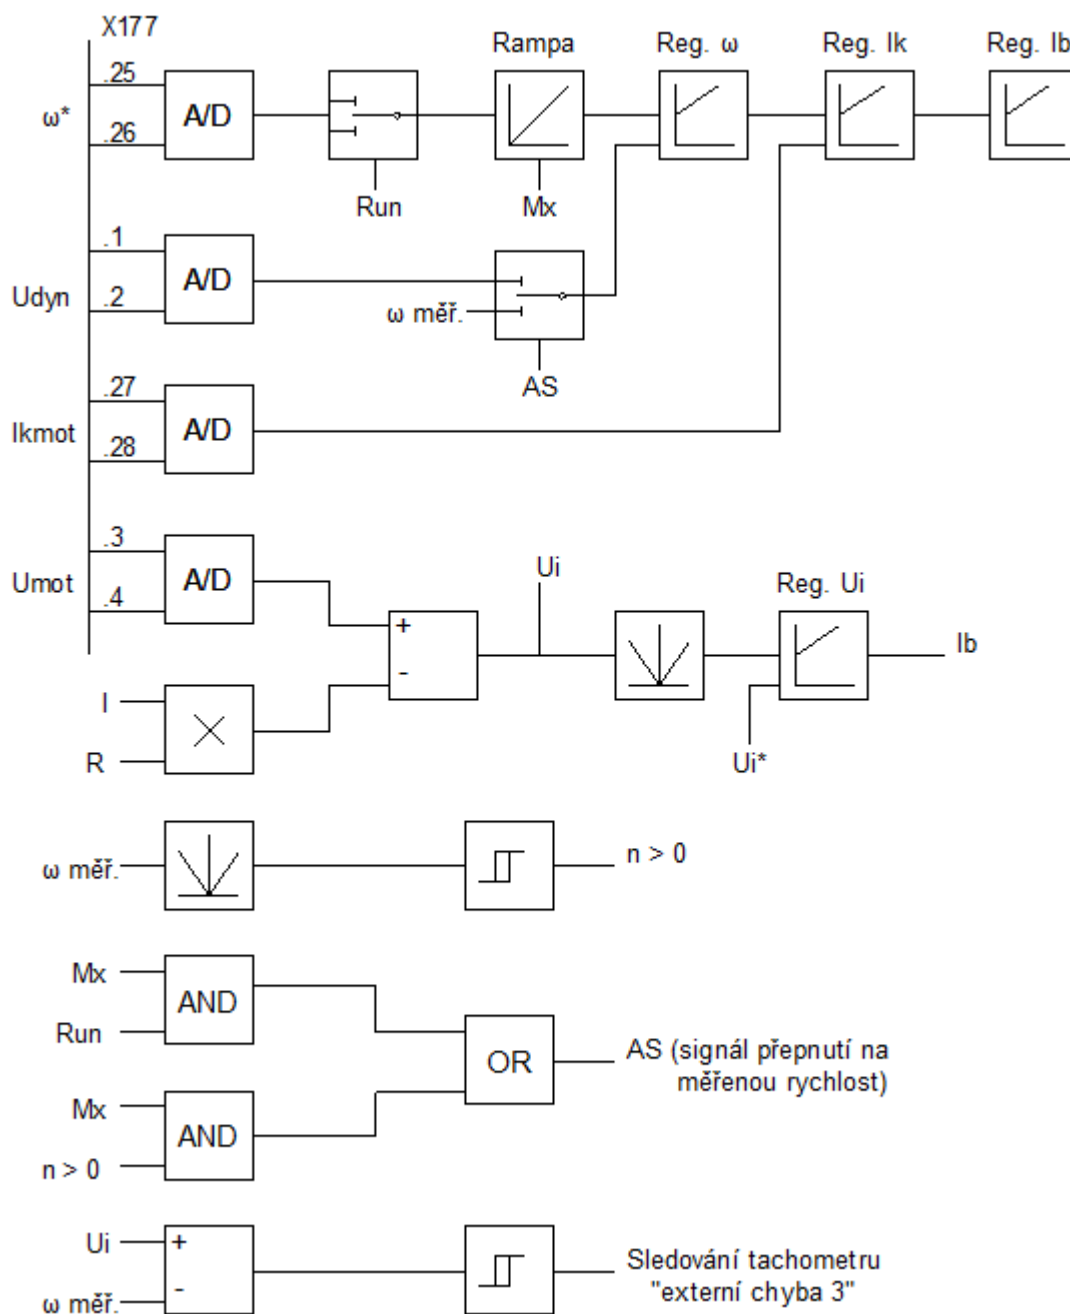 X177
Rampa
Reg. ω
Reg. Ik
Reg. Ib
.25
ω*
A/D
.26
Run
Mx
.1
Udyn
A/D
.2
ω měř.
AS
.27
Ikmot
A/D
.28
.3
Umot
A/D
.4
Ui
Reg. Ui
+
-
Ib
I
R
Ui*
ω měř.
n > 0
Mx
AND
Run
OR
AS (signál přepnutí na
měřenou rychlost)
Mx
AND
n > 0
Ui
+
-
ω měř.
Sledování tachometru
"externí chyba 3"